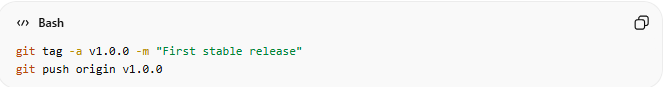 </> Bash
git tag -a v1.0.0 -m "First stable release"
git push origin v1.0.0